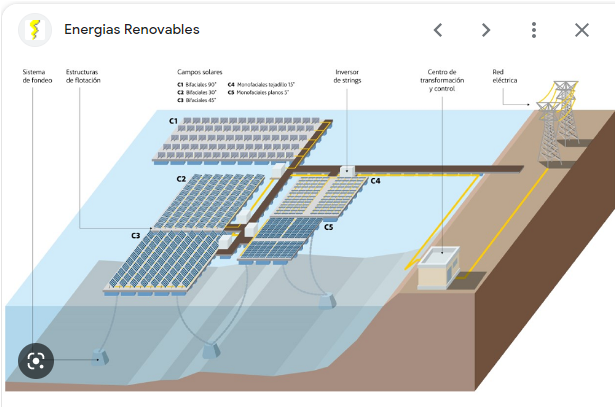 Energias Renovables
Sistema
de fondeo
Estructuras
de flotación
Campos solares
C1 Bifaciales 90°
C2 Bifaciales 30°
C3 Bifaciales 45°
C4 Monofaciales tejadillo 15°
C5 Monofaciales planos 5°
Inversor
de strings
Centro de
transformación
y control
Red
eléctrica
C1
C2
C4
C3
C5